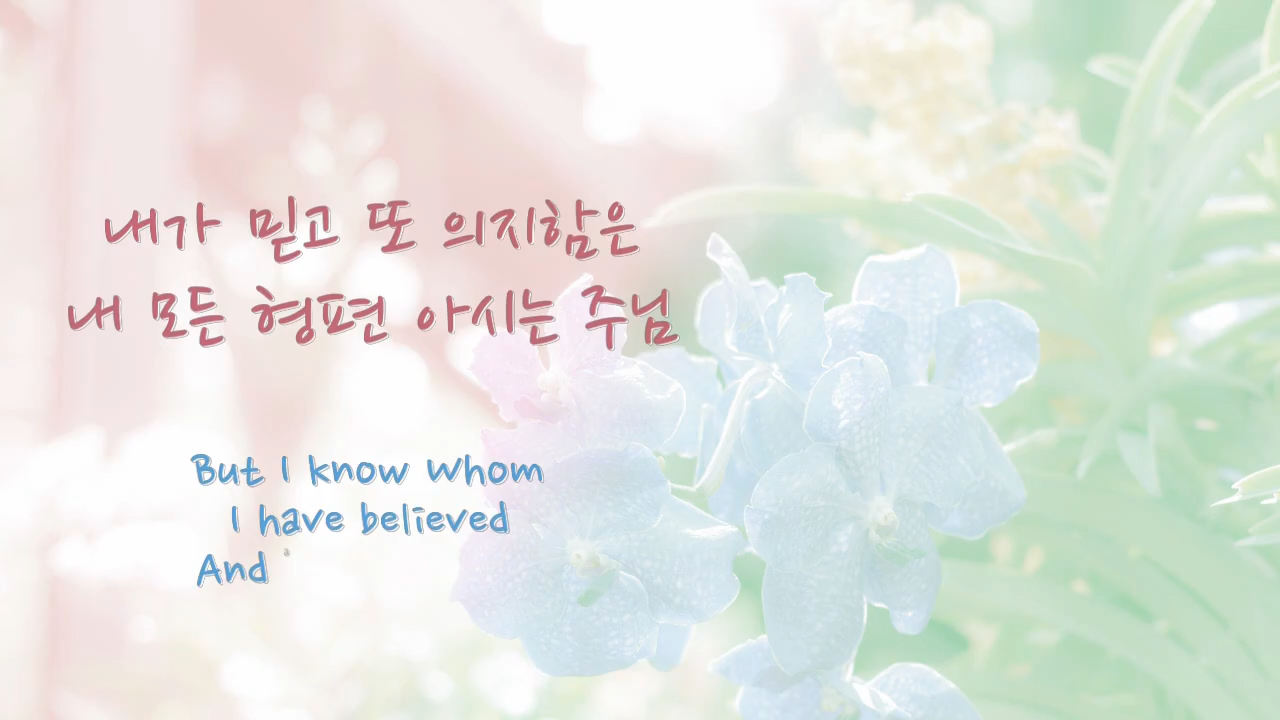 내가 믿고 또 의지함은
내 모든 형편 아시는 주님
But I know whom
I have believed
And